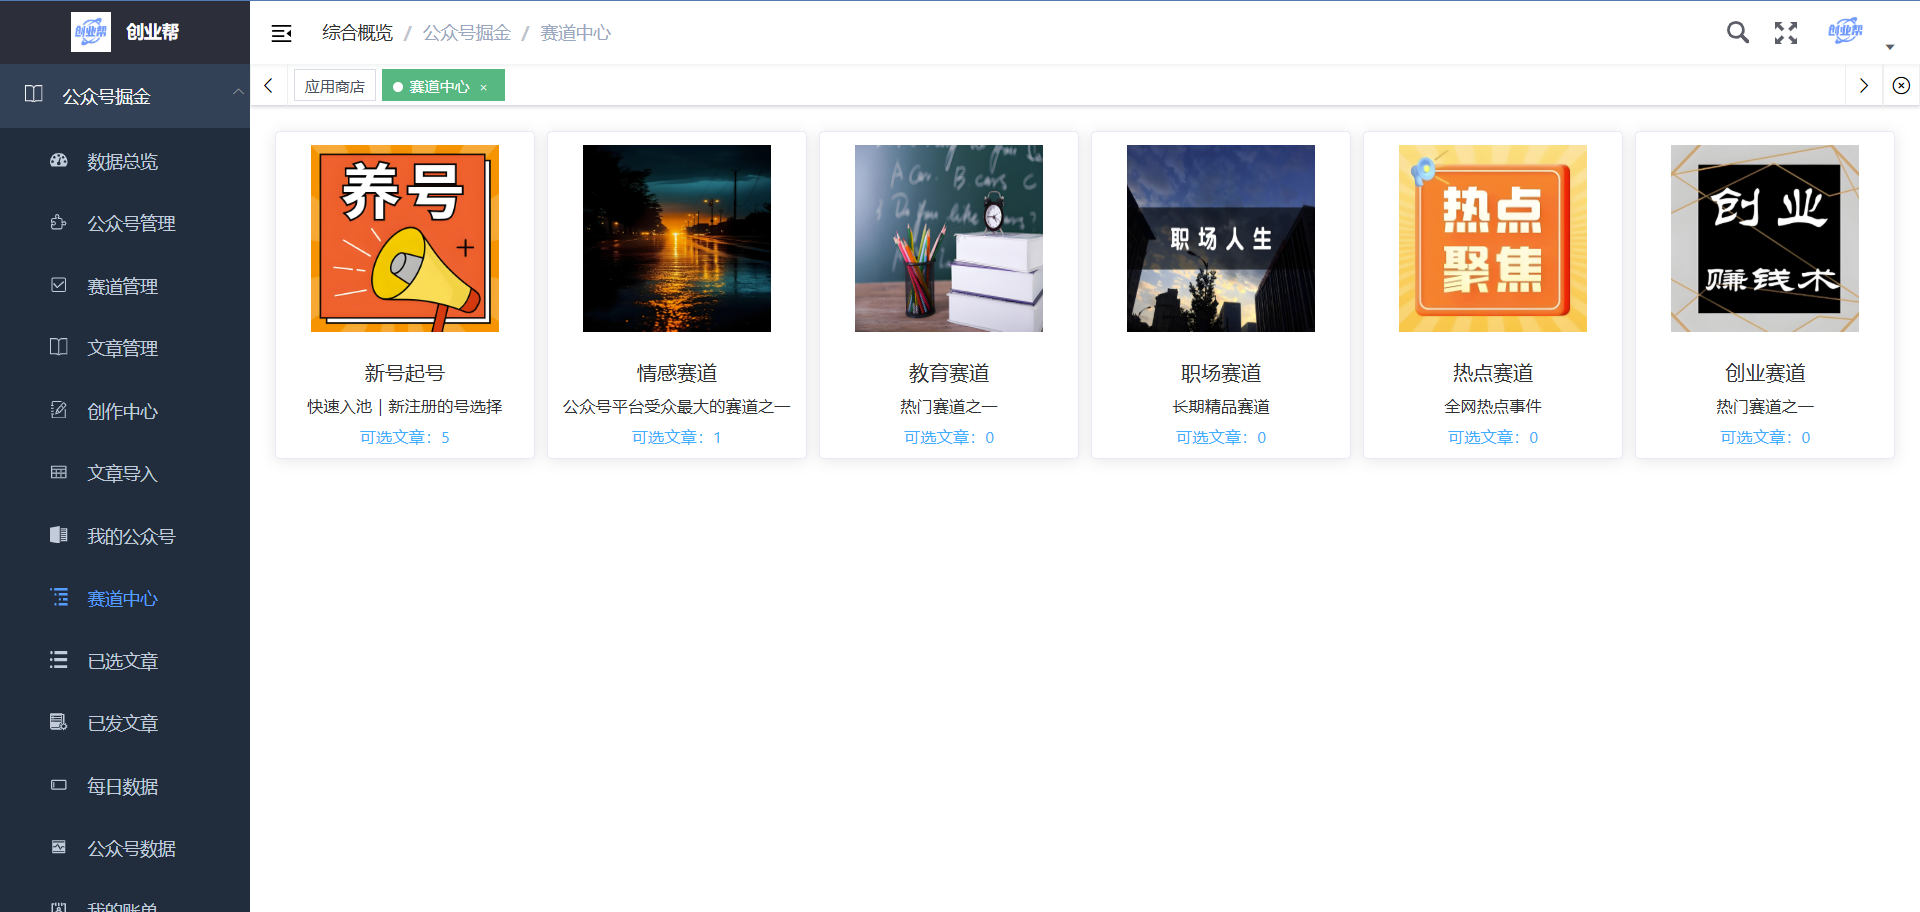 创业帮
创业帮
公众号掘金
数据总览
公众号管理
赛道管理
文章管理
创作中心
文章导入
我的公众号
赛道中心
已选文章
已发文章
每日数据
公众号数据
我的账单
综合概览 / 公众号掘金 / 赛道中心
创业帮
应用商店
赛道中心 ×
养号
新号起号
快速入池 | 新注册的号选择
可选文章：5
情感赛道
公众号平台受众最大的赛道之一
可选文章：1
A Car. B cars C
Do you like
教育赛道
热门赛道之一
可选文章：0
职场人生
职场赛道
长期精品赛道
可选文章：0
热点
聚焦
热点赛道
全网热点事件
可选文章：0
创业
赚钱术
创业赛道
热门赛道之一
可选文章：0